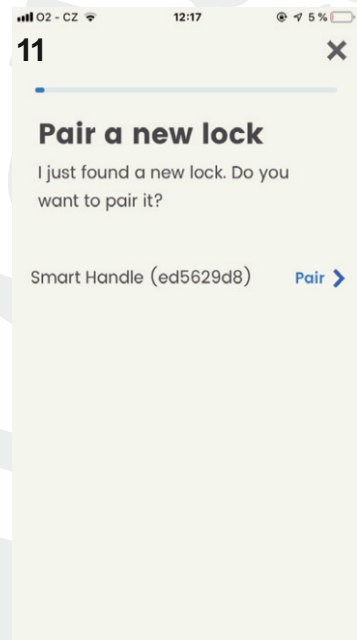 O2 - CZ 12:17 5 %
11
Pair a new lock
I just found a new lock. Do you
want to pair it?
Smart Handle (ed5629d8) Pair